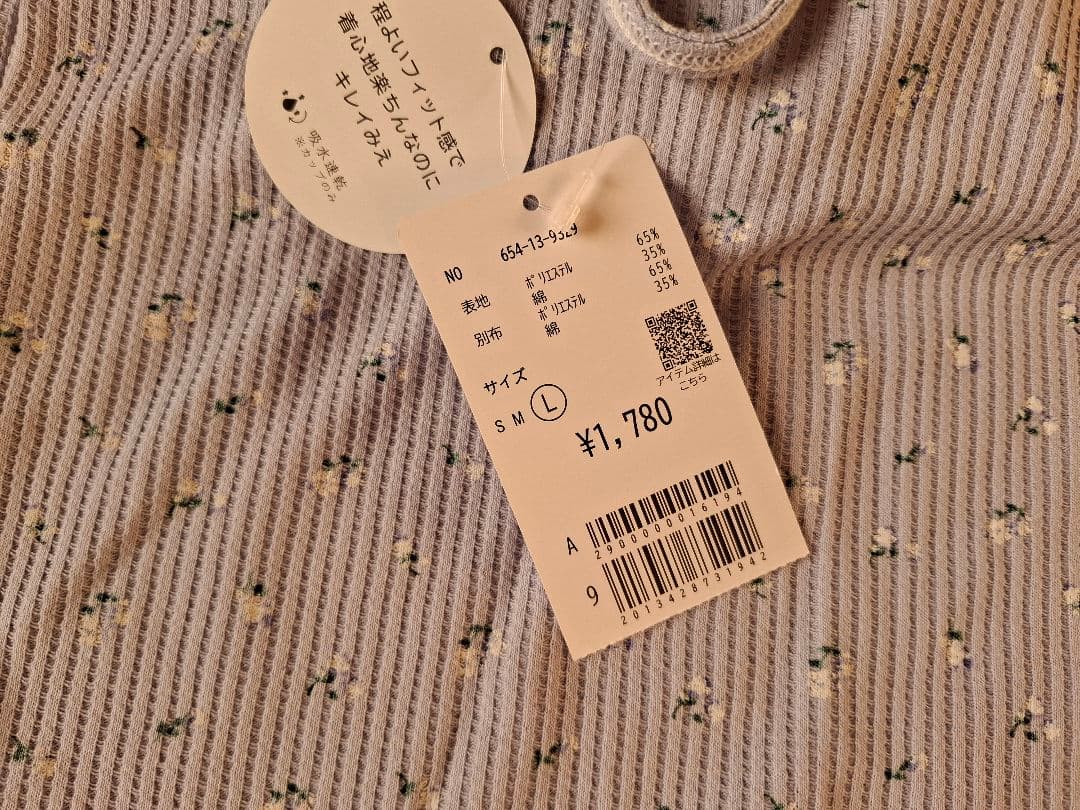 程よいフィット感で
着心地楽ちんなのに
キレイみえ
吸水速乾
※カップのみ
NO 654-13-9329
表地 ﾎﾟﾘｴｽﾃﾙ 65%
綿 35%
別布 ﾎﾟﾘｴｽﾃﾙ 65%
綿 35%
アイテム詳細は
こちら
サイズ
S M L
¥1,780
A
2900000016194
9
2013428731942